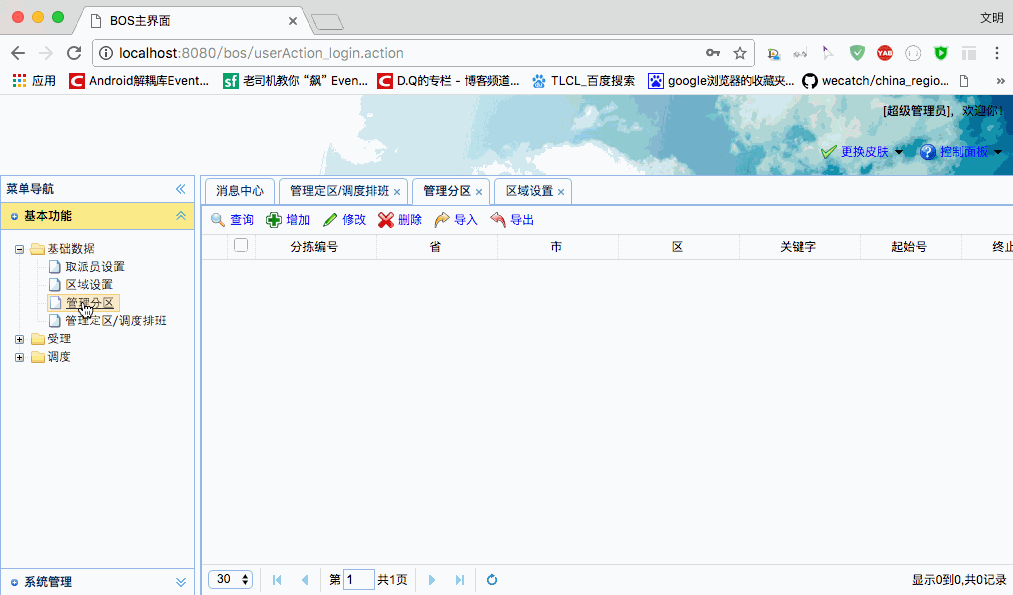 BOS主界面
文明
localhost:8080/bos/userAction_login.action
应用 Android解耦库Event... 老司机教你“飙”Even... D.Q的专栏 - 博客频道... TLCL_百度搜索 google浏览器的收藏夹... wecatch/china_regio...
[超级管理员],欢迎你!
更换皮肤 控制面板
菜单导航
基本功能
基础数据
取派员设置
区域设置
管理分区
管理定区/调度排班
受理
调度
系统管理
消息中心 管理定区/调度排班 管理分区 区域设置
查询 增加 修改 删除 导入 导出
分拣编号 省 市 区 关键字 起始号 终止
30 第 1 共1页 显示0到0,共0记录